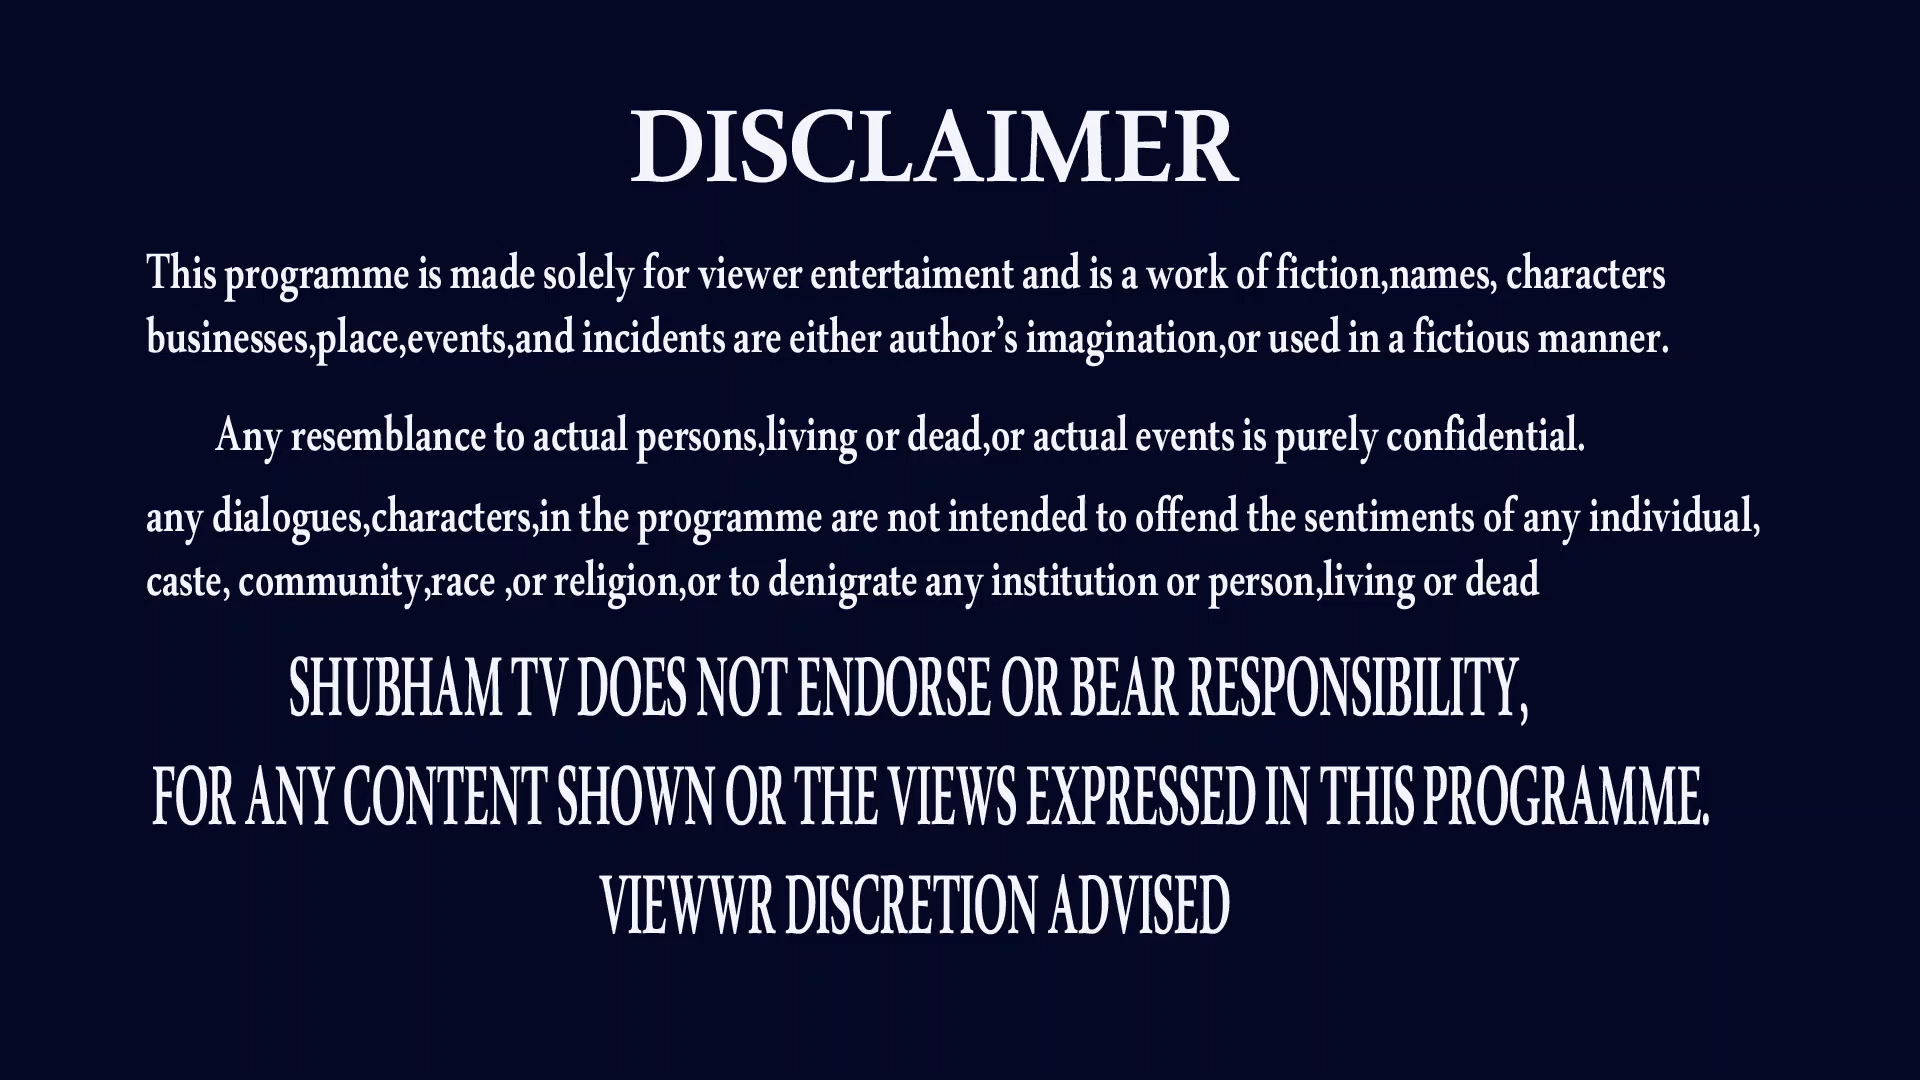 DISCLAIMER
This programme is made solely for viewer entertaiment and is a work of fiction,names, characters
businesses,place,events,and incidents are either author’s imagination,or used in a fictious manner.
Any resemblance to actual persons,living or dead,or actual events is purely confidential.
any dialogues,characters,in the programme are not intended to offend the sentiments of any individual,
caste, community,race ,or religion,or to denigrate any institution or person,living or dead
SHUBHAM TV DOES NOT ENDORSE OR BEAR RESPONSIBILITY,
FOR ANY CONTENT SHOWN OR THE VIEWS EXPRESSED IN THIS PROGRAMME.
VIEWWR DISCRETION ADVISED